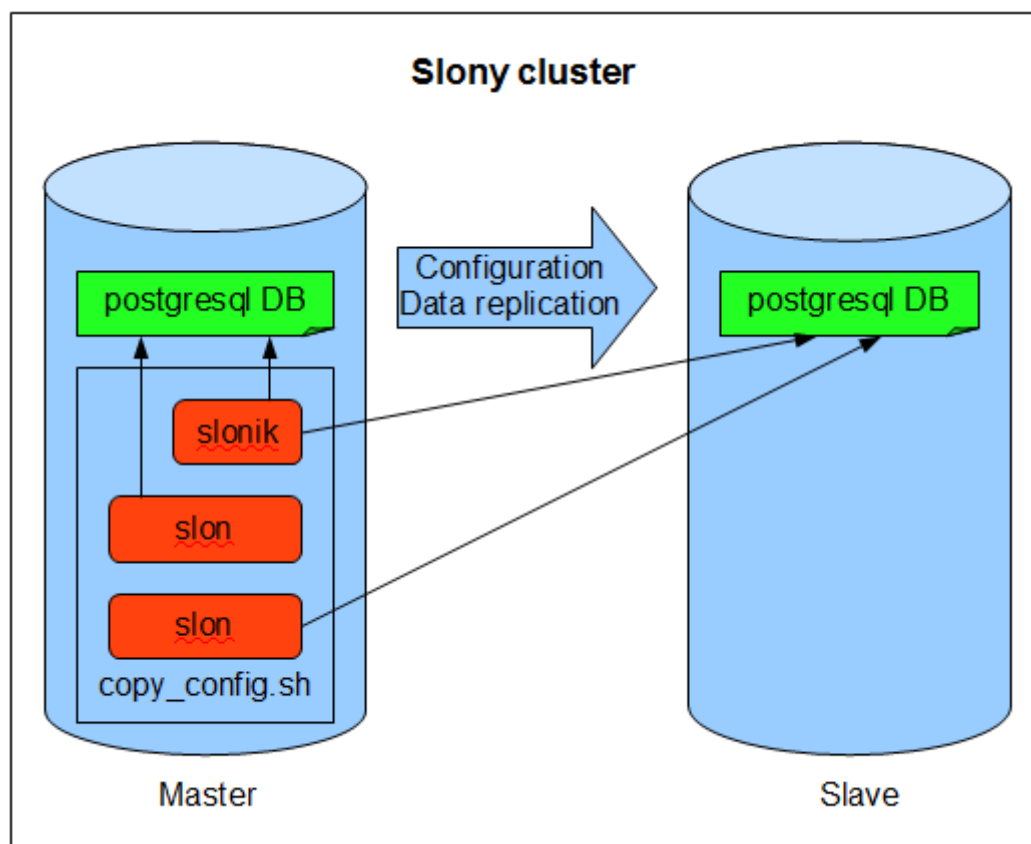 Slony cluster
postgresql DB
Configuration
Data replication
postgresql DB
slonik
slon
slon
copy_config.sh
Master
Slave